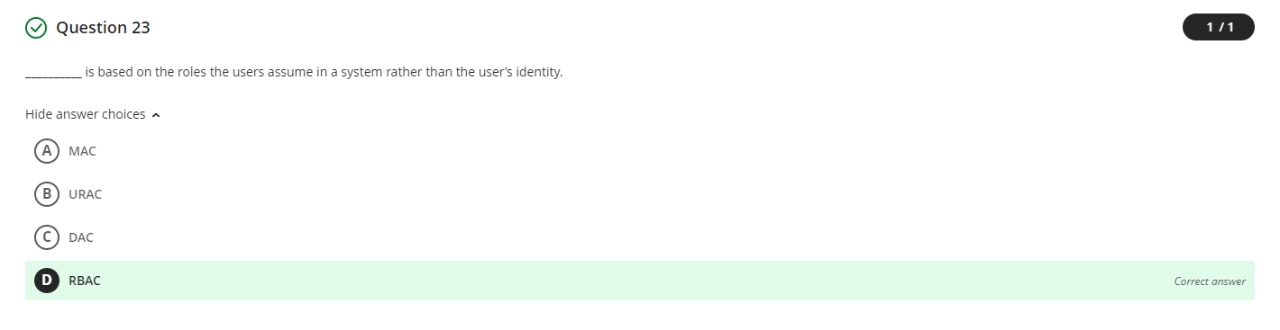 Question 23
1 / 1
__________ is based on the roles the users assume in a system rather than the user's identity.
Hide answer choices
A MAC
B URAC
C DAC
D RBAC
Correct answer